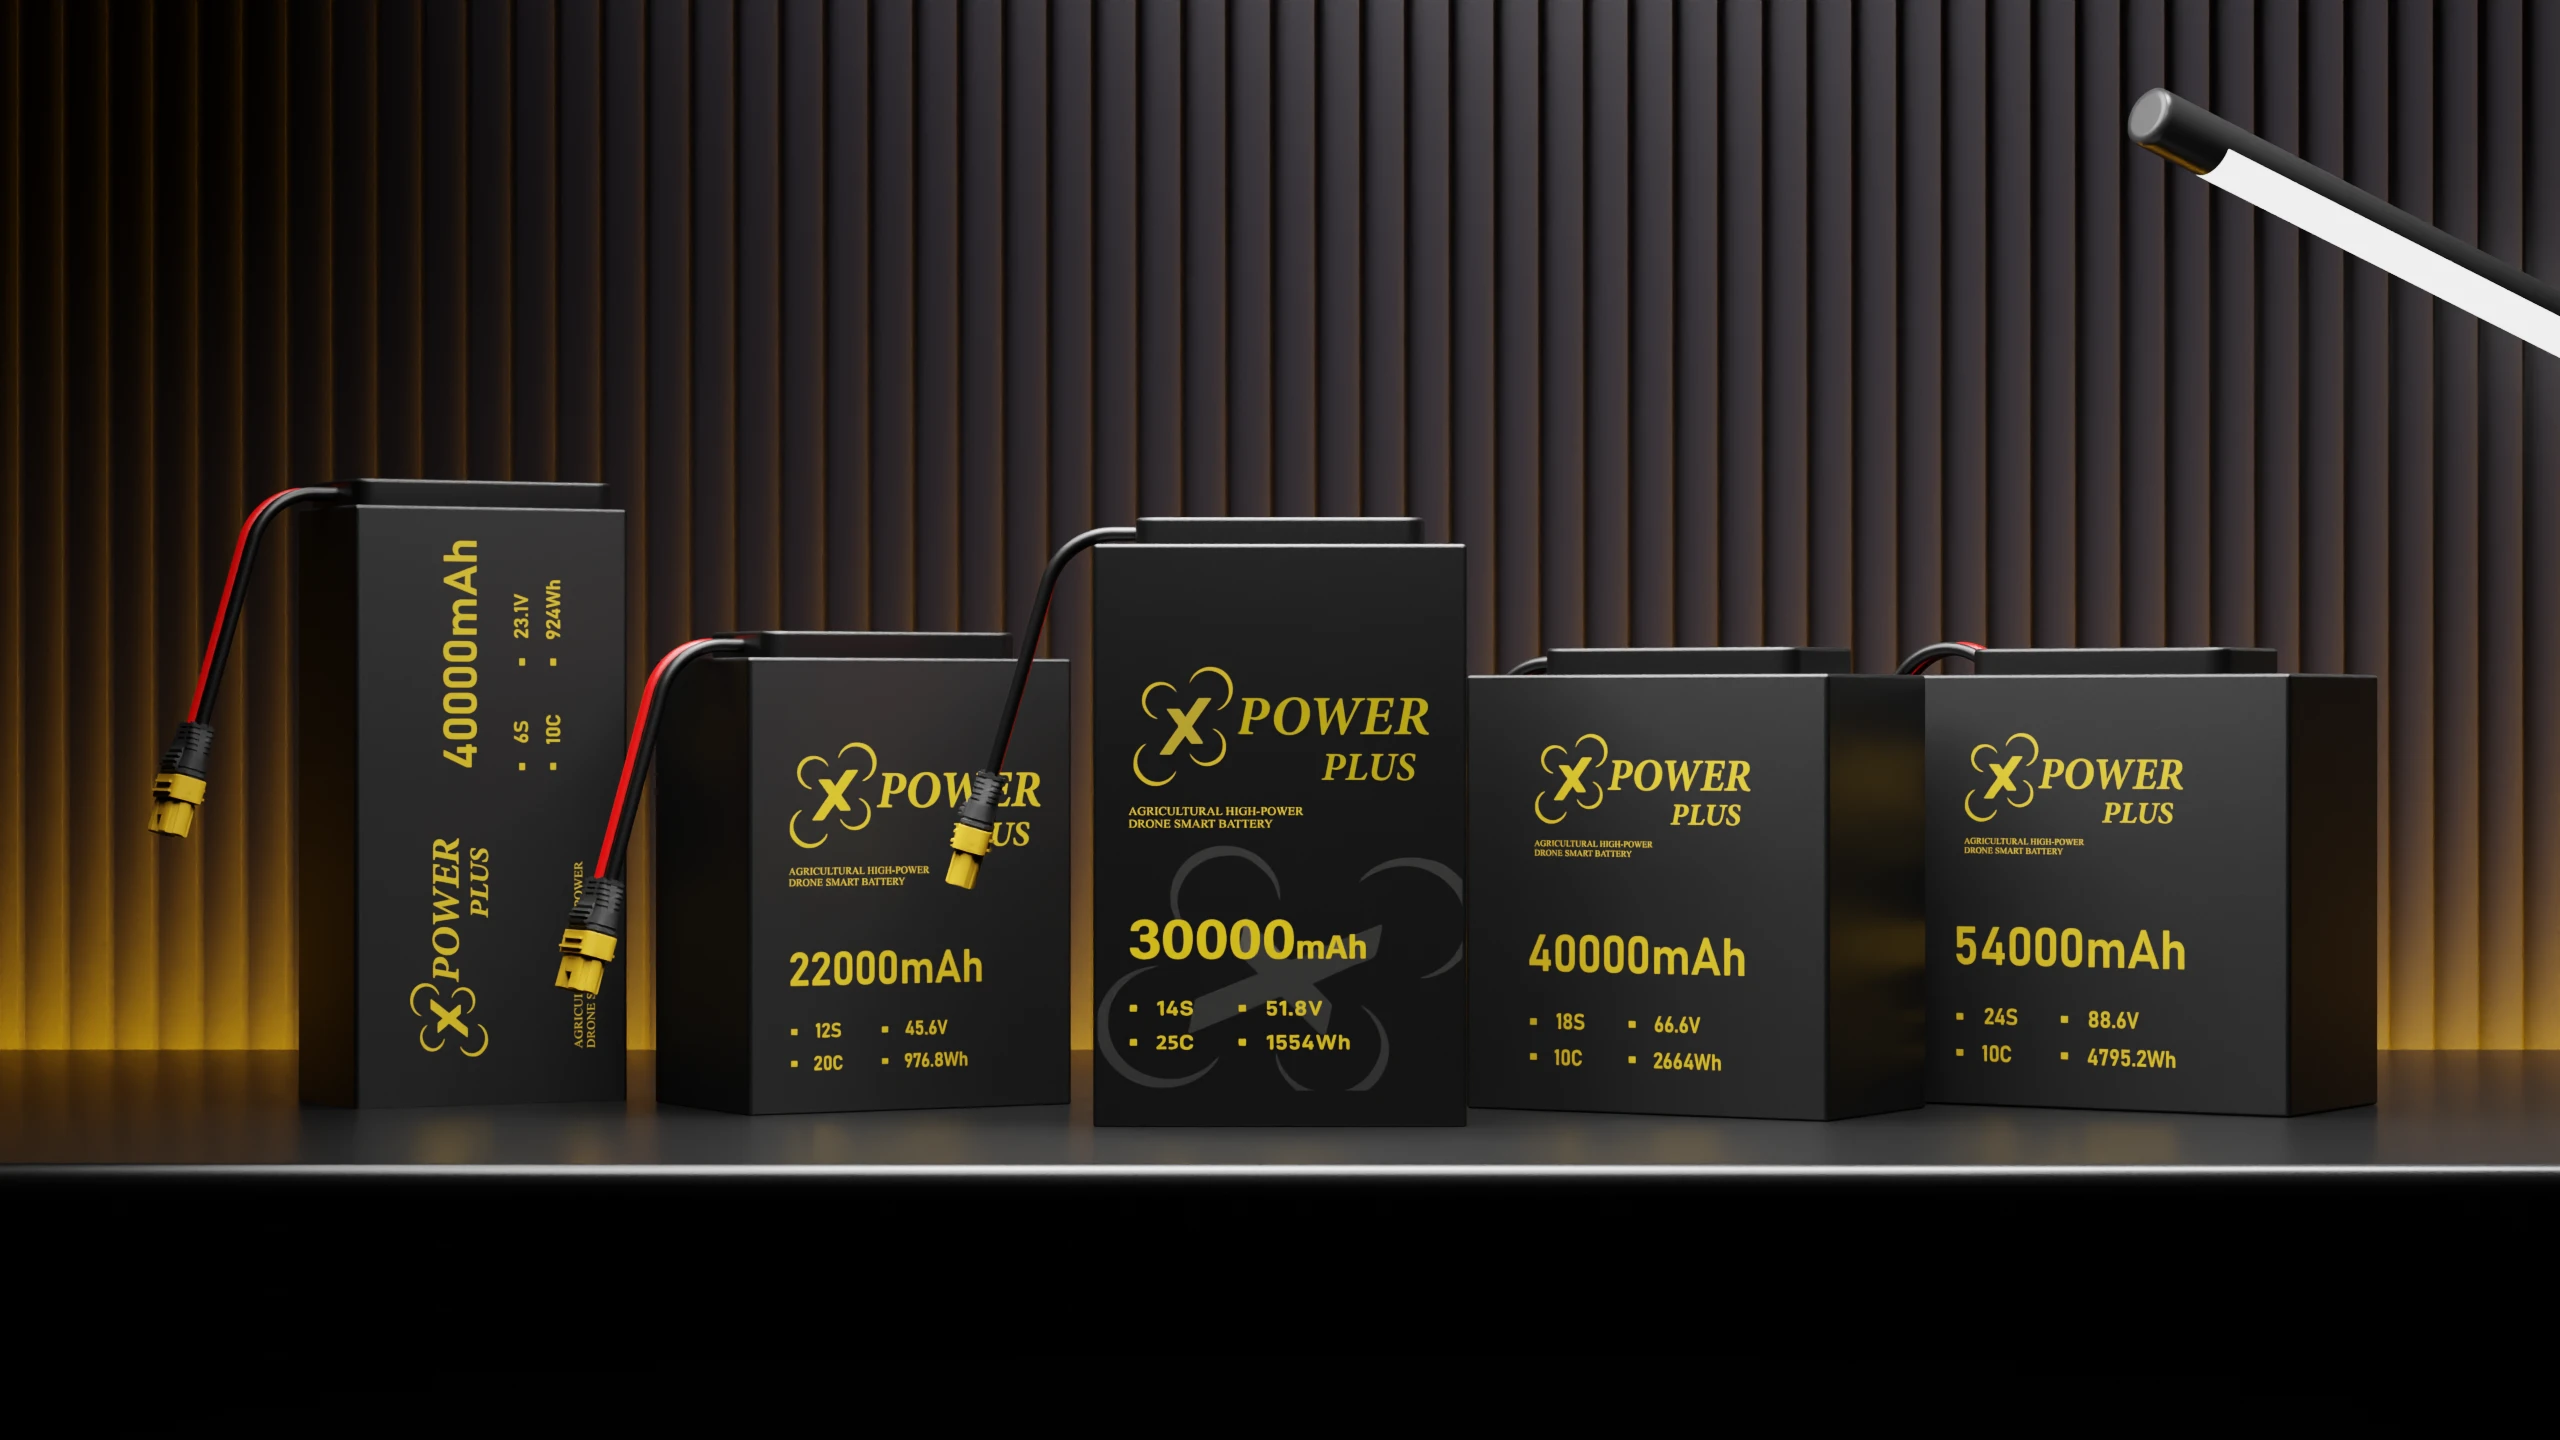 40000mAh
6S
23.1V
10C
924Wh
X POWER
PLUS
X POWER
PLUS
AGRICULTURAL HIGH-POWER
DRONE SMART BATTERY
22000mAh
12S
45.6V
20C
976.8Wh
X POWER
PLUS
AGRICULTURAL HIGH-POWER
DRONE SMART BATTERY
30000mAh
14S
51.8V
25C
1554Wh
X POWER
PLUS
AGRICULTURAL HIGH-POWER
DRONE SMART BATTERY
40000mAh
18S
66.6V
10C
2664Wh
X POWER
PLUS
AGRICULTURAL HIGH-POWER
DRONE SMART BATTERY
54000mAh
24S
88.6V
10C
4795.2Wh